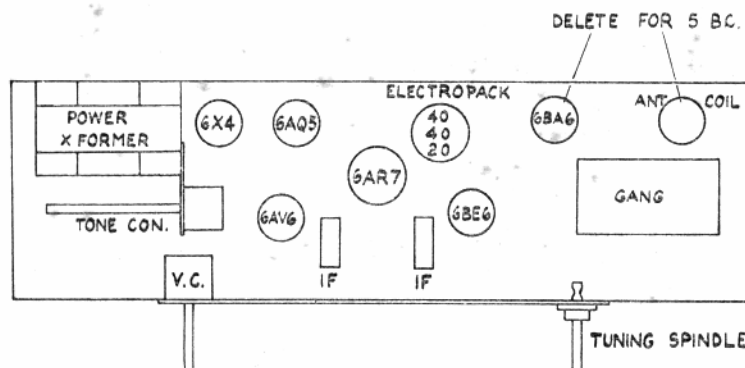 DELETE FOR 5 B.C.
ELECTROPACK
ANT COIL
POWER
X FORMER
6X4
6AQ5
40
40
20
6BA6
6AR7
GANG
6AV6
6BE6
TONE CON.
V.C.
IF
IF
TUNING SPINDLE